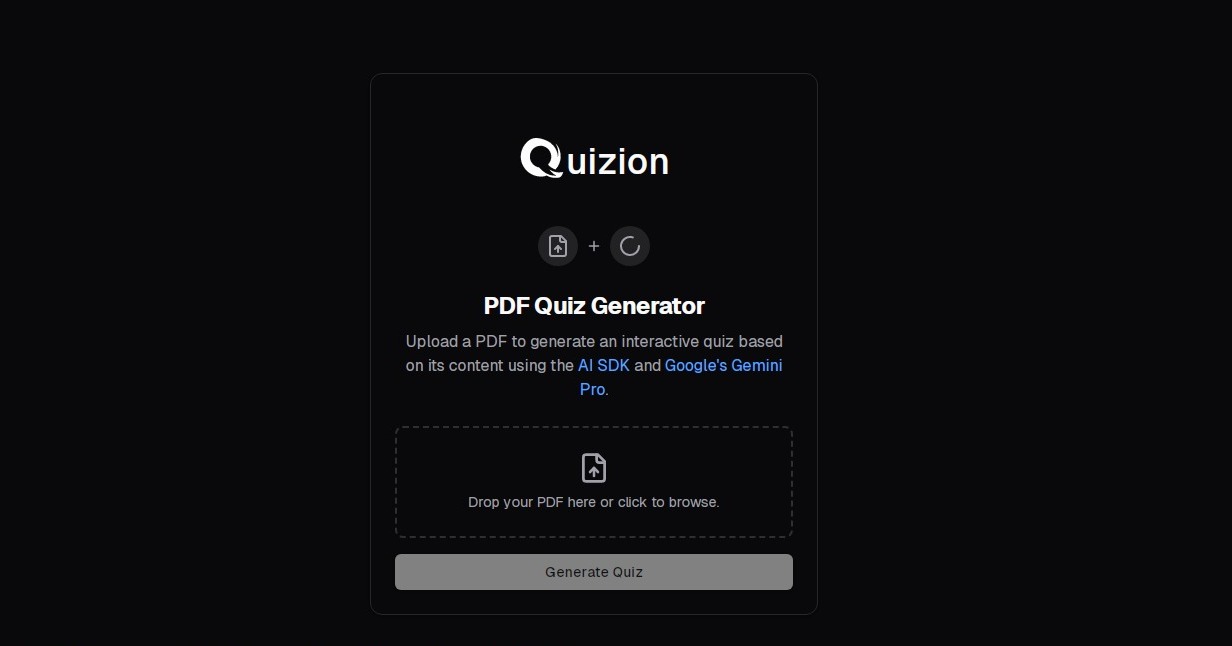 Quizion
+
PDF Quiz Generator
Upload a PDF to generate an interactive quiz based
on its content using the AI SDK and Google's Gemini
Pro.
Drop your PDF here or click to browse.
Generate Quiz